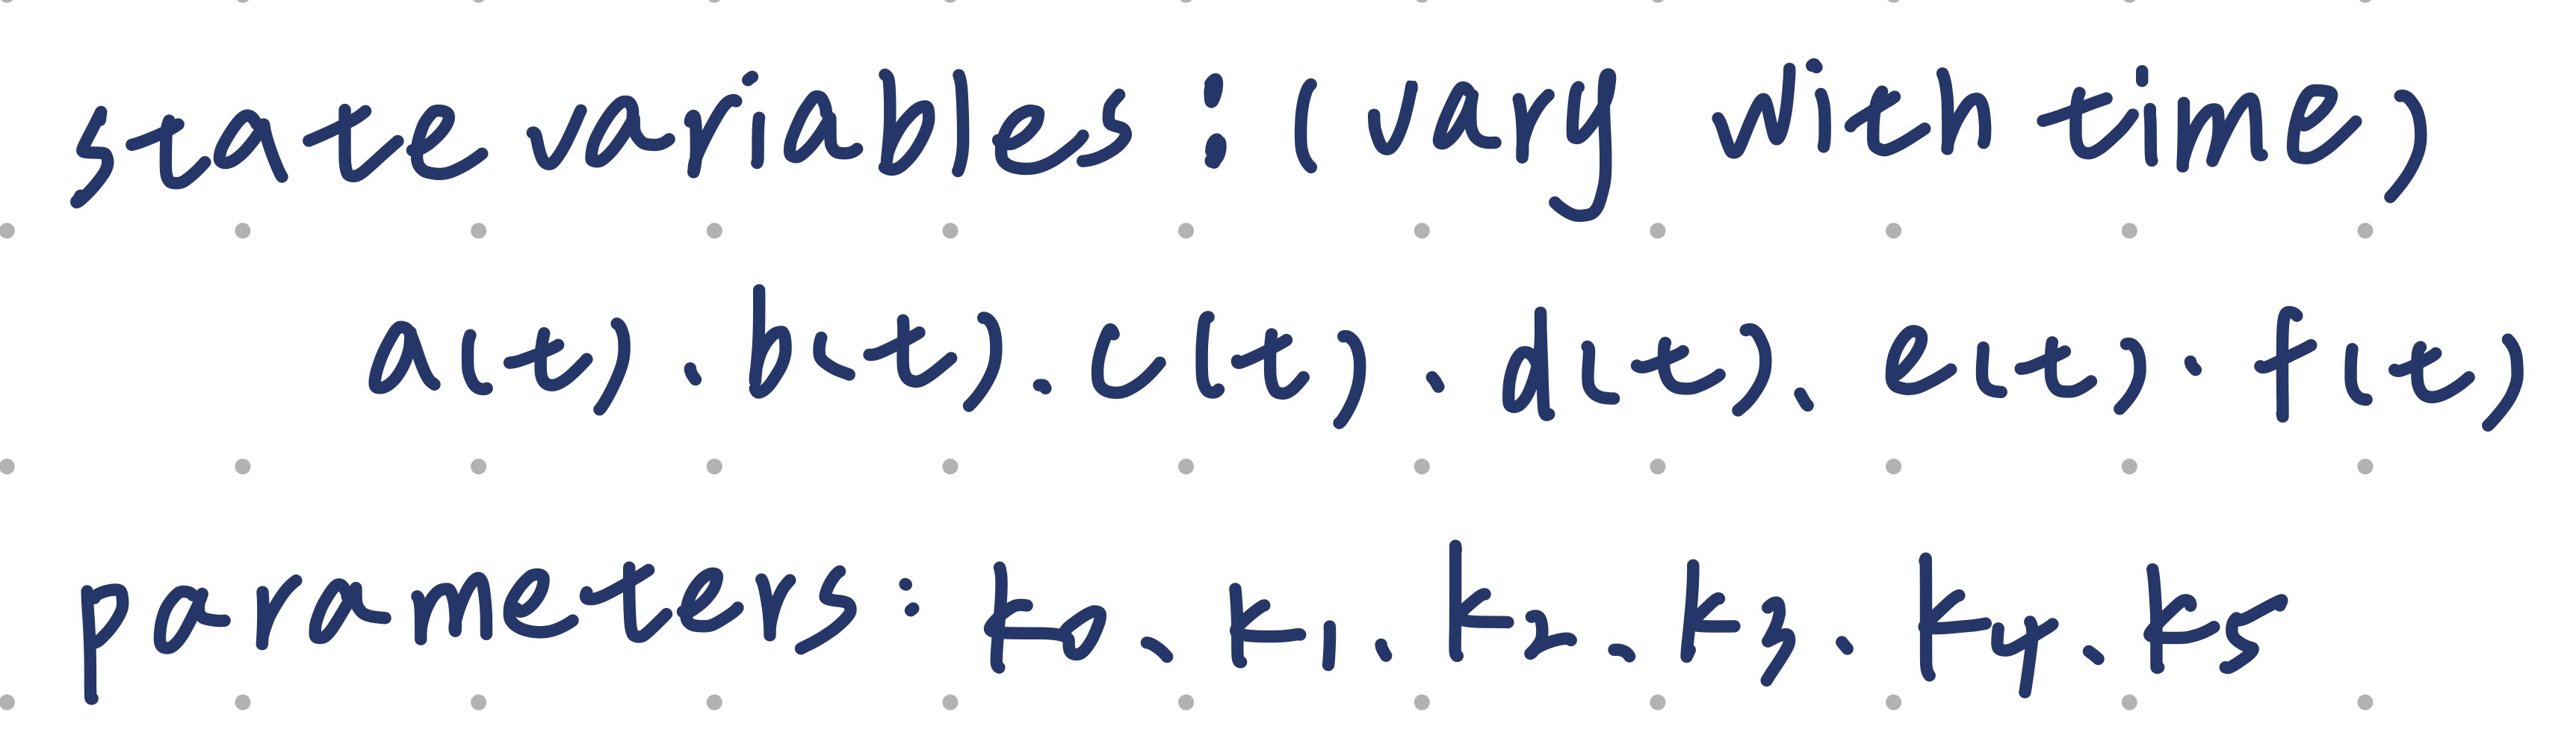 state variables : (vary with time)
a(t)、b(t)、c(t)、d(t)、e(t)、f(t)
parameters: k0、k1、k2、k3、k4、k5